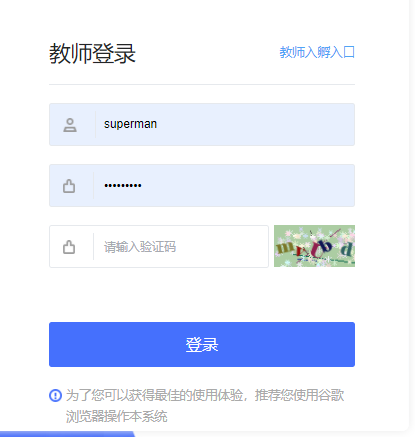 教师登录
教师入孵入口
superman
•••••••••
请输入验证码
登录
为了您可以获得最佳的使用体验，推荐您使用谷歌
浏览器操作本系统